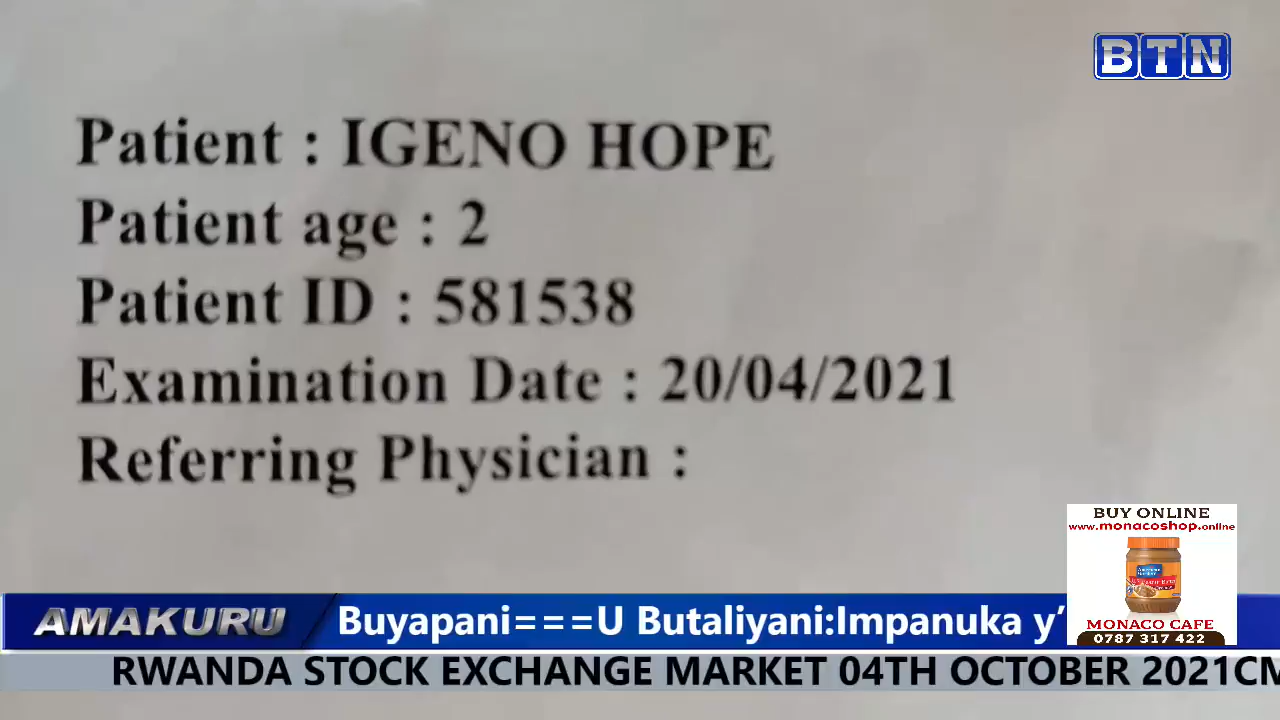 BTN
Patient : IGENO HOPE
Patient age : 2
Patient ID : 581538
Examination Date : 20/04/2021
Referring Physician :
BUY ONLINE
www.monacoshop.online
MONACO CAFE
0787 317 422
AMAKURU
Buyapani===U Butaliyani:Impanuka y’
RWANDA STOCK EXCHANGE MARKET 04TH OCTOBER 2021CM